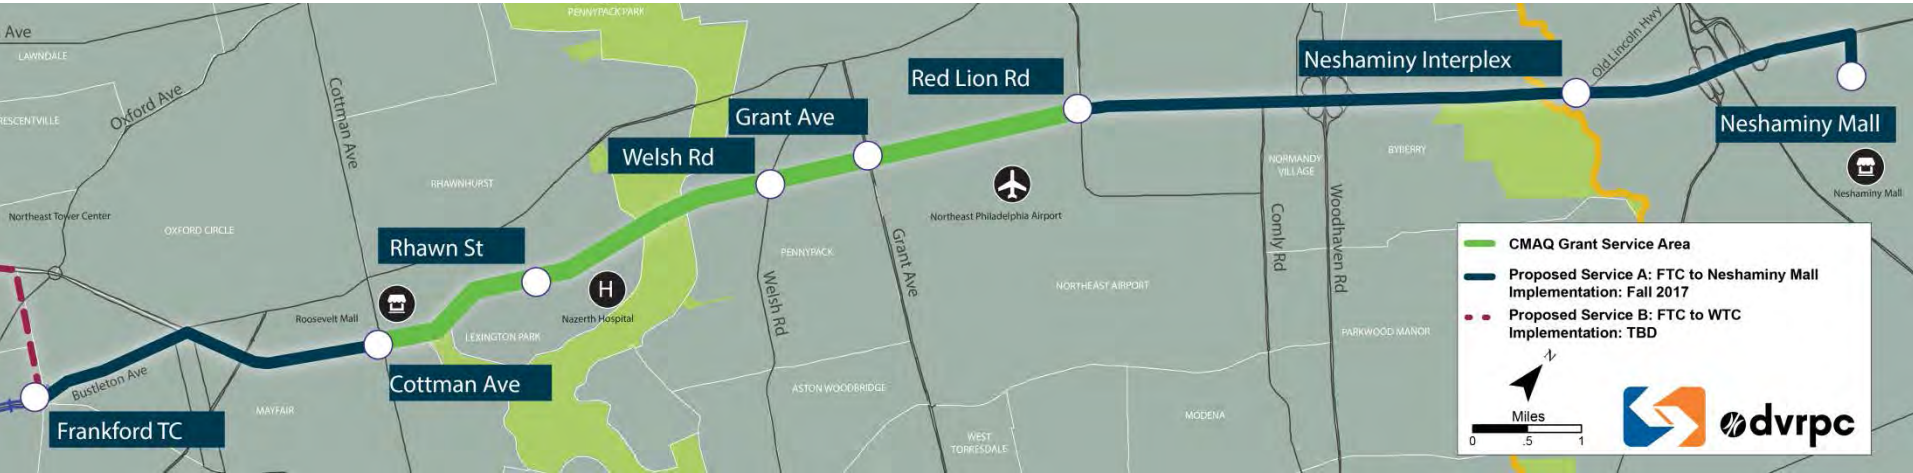 PENNYPACK PARK
Ave
LAWNDALE
Oxford Ave
RESCENTVILLE
Cottman Ave
Old Lincoln Hwy
Neshaminy Interplex
Red Lion Rd
Grant Ave
Neshaminy Mall
Welsh Rd
BYBERRY
NORMANDY
VILLAGE
RHAWNHURST
Neshaminy Mall
Northeast Tower Center
Northeast Philadelphia Airport
OXFORD CIRCLE
Rhawn St
PENNYPACK
Grant Ave
Comly Rd
Woodhaven Rd
Welsh Rd
NORTHEAST AIRPORT
H
Nazerth Hospital
Roosevelt Mall
LEXINGTON PARK
PARKWOOD MANOR
Bustleton Ave
Cottman Ave
ASTON WOODBRIDGE
MAYFAIR
MODENA
Frankford TC
WEST
TORRESDALE
CMAQ Grant Service Area
Proposed Service A: FTC to Neshaminy Mall
Implementation: Fall 2017
Proposed Service B: FTC to WTC
Implementation: TBD
N
Miles
0 .5 1
dvrpc